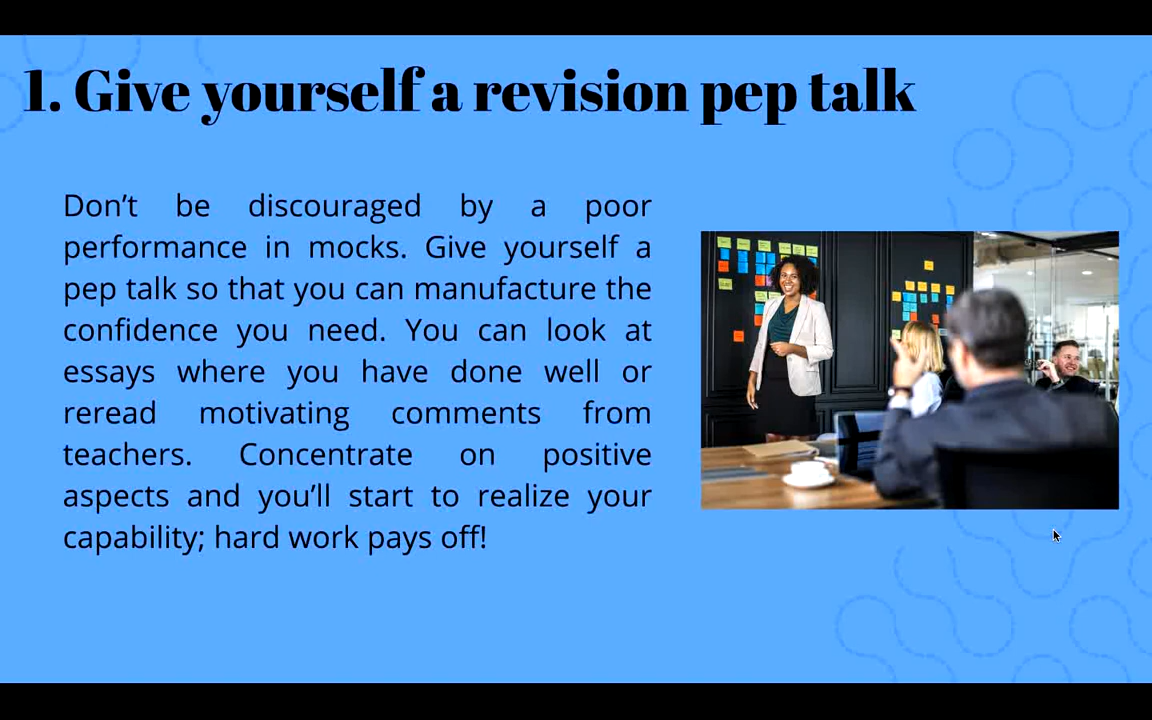 1. Give yourself a revision pep talk
Don’t be discouraged by a poor
performance in mocks. Give yourself a
pep talk so that you can manufacture the
confidence you need. You can look at
essays where you have done well or
reread motivating comments from
teachers. Concentrate on positive
aspects and you’ll start to realize your
capability; hard work pays off!